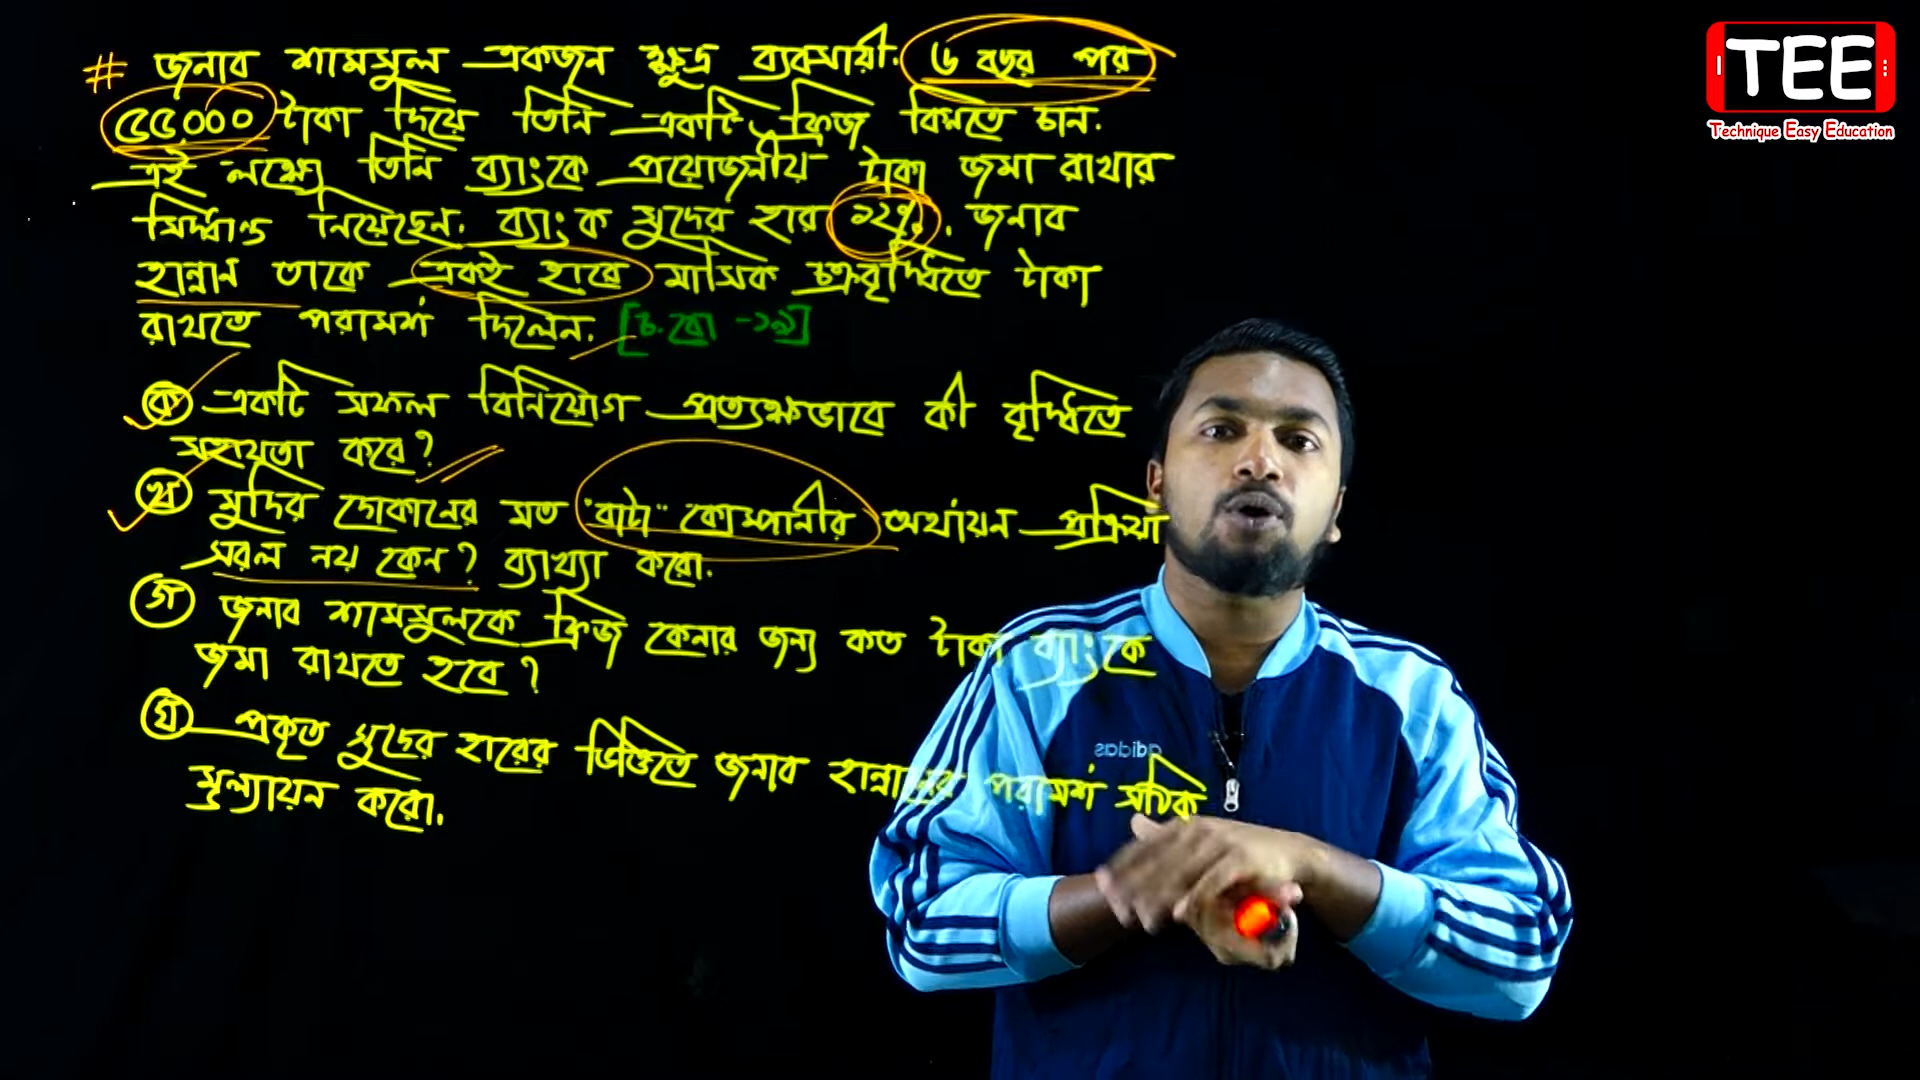 # জনাব শামসুল একজন ক্ষুদ্র ব্যবসায়ী. ৬ বছর পর
৫৫০০০ টাকা দিয়ে তিনি একটি ফ্রিজ কিনতে চান.
এই লক্ষ্যে তিনি ব্যাংকে প্রয়োজনীয় টাকা জমা রাখার
সিদ্ধান্ত নিয়েছেন. ব্যাংক সুদের হার ১২%. জনাব
হান্নান তাকে একই হারে মাসিক চক্রবৃদ্ধিতে টাকা
রাখতে পরামর্শ দিলেন. [চ.বো -১৯]
ক একটি সফল বিনিয়োগ প্রত্যক্ষভাবে কী বৃদ্ধিতে
সহায়তা করে?
খ মুদির দোকানের মত "বাটা" কোম্পানীর অর্থায়ন প্রক্রিয়া
সরল নয় কেন? ব্যাখ্যা করো.
গ জনাব শামসুলকে ফ্রিজ কেনার জন্য কত টাকা ব্যাংকে
জমা রাখতে হবে?
ঘ প্রকৃত সুদের হারের ভিত্তিতে জনাব হান্নানের পরামর্শ সঠিক
মুল্যায়ন করো.
TEE
Technique Easy Education
adidas